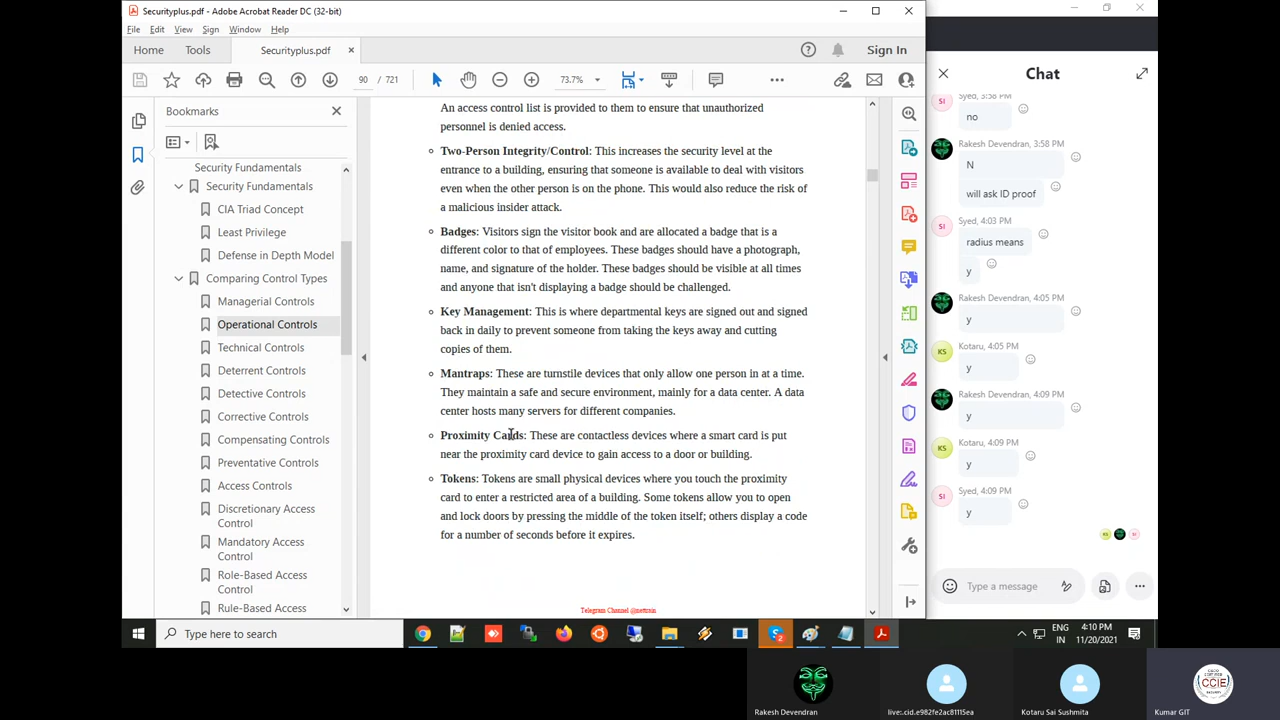 Securityplus.pdf - Adobe Acrobat Reader DC (32-bit)
File Edit View Sign Window Help
Home Tools Securityplus.pdf × Sign In
90 / 721 73.7%
Bookmarks
Security Fundamentals
Security Fundamentals
CIA Triad Concept
Least Privilege
Defense in Depth Model
Comparing Control Types
Managerial Controls
Operational Controls
Technical Controls
Deterrent Controls
Detective Controls
Corrective Controls
Compensating Controls
Preventative Controls
Access Controls
Discretionary Access
Control
Mandatory Access
Control
Role-Based Access
Control
Rule-Based Access
An access control list is provided to them to ensure that unauthorized
personnel is denied access.
Two-Person Integrity/Control: This increases the security level at the
entrance to a building, ensuring that someone is available to deal with visitors
even when the other person is on the phone. This would also reduce the risk of
a malicious insider attack.
Badges: Visitors sign the visitor book and are allocated a badge that is a
different color to that of employees. These badges should have a photograph,
name, and signature of the holder. These badges should be visible at all times
and anyone that isn't displaying a badge should be challenged.
Key Management: This is where departmental keys are signed out and signed
back in daily to prevent someone from taking the keys away and cutting
copies of them.
Mantraps: These are turnstile devices that only allow one person in at a time.
They maintain a safe and secure environment, mainly for a data center. A data
center hosts many servers for different companies.
Proximity Cards: These are contactless devices where a smart card is put
near the proximity card device to gain access to a door or building.
Tokens: Tokens are small physical devices where you touch the proximity
card to enter a restricted area of a building. Some tokens allow you to open
and lock doors by pressing the middle of the token itself; others display a code
for a number of seconds before it expires.
Telegram Channel @nettrain
Chat
Syed, 3:58 PM
SI
no
Rakesh Devendran, 3:58 PM
N
will ask ID proof
Syed, 4:03 PM
SI
radius means
y
Rakesh Devendran, 4:05 PM
y
Kotaru, 4:05 PM
KS
y
Rakesh Devendran, 4:09 PM
y
Kotaru, 4:09 PM
KS
y
Syed, 4:09 PM
SI
y
KS SI
Type a message
Type here to search
2
ENG
IN
4:10 PM
11/20/2021
CCIE
Rakesh Devendran
live:.cid.e982fe2ac81115ea
Kotaru Sai Sushmita
Kumar GIT